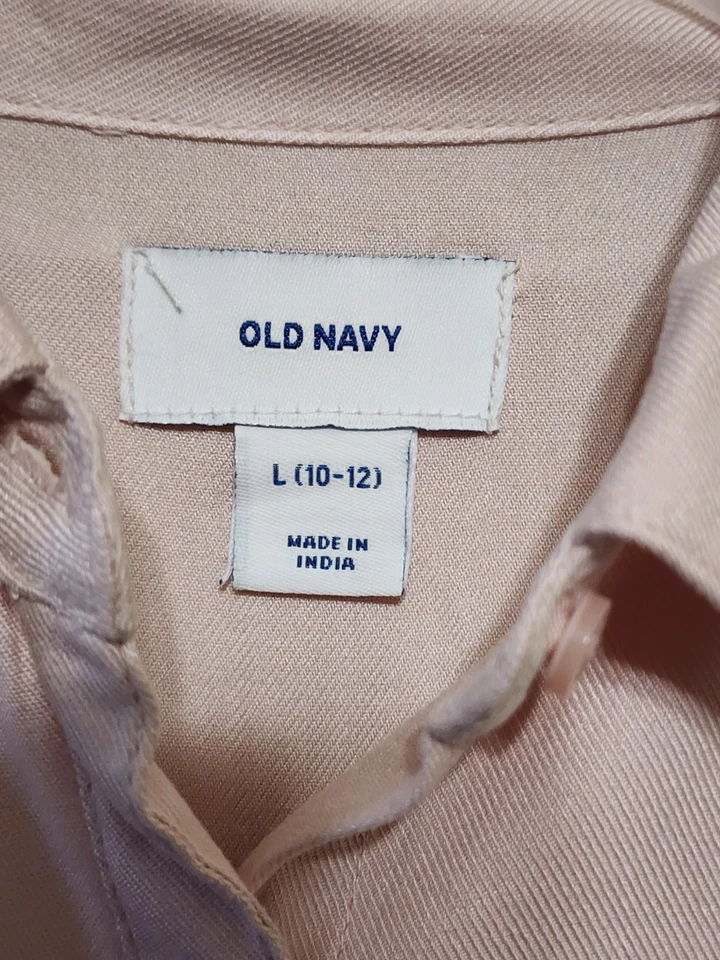 OLD NAVY
L (10-12)
MADE IN
INDIA